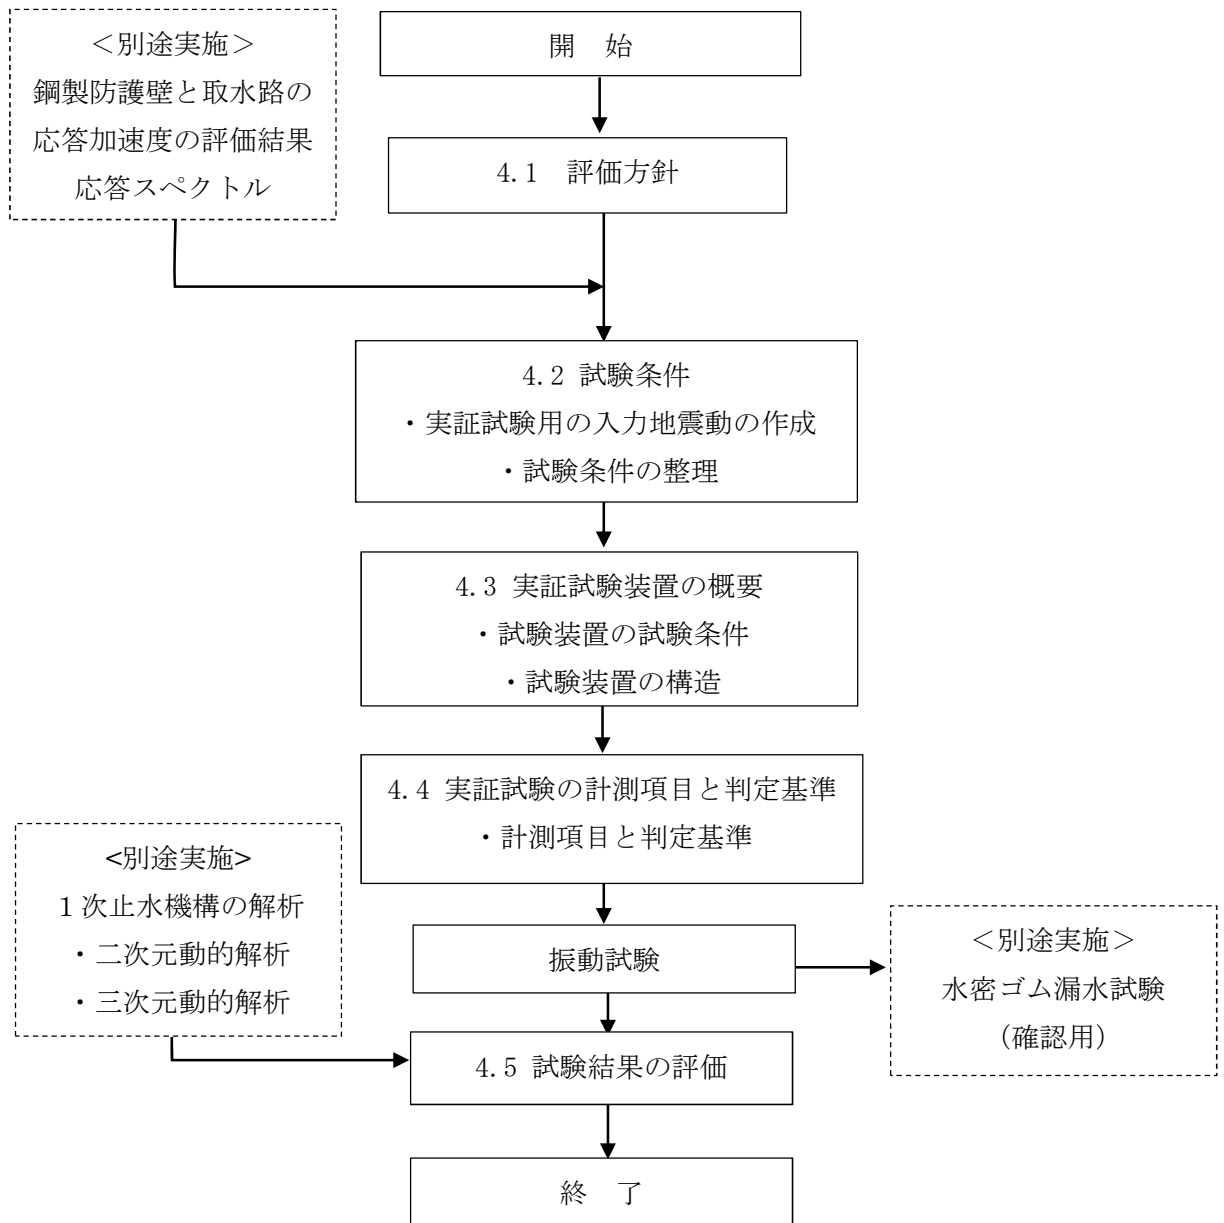 ＜別途実施＞
鋼製防護壁と取水路の
応答加速度の評価結果
応答スペクトル
開　始
4.1　評価方針
4.2 試験条件
・実証試験用の入力地震動の作成
・試験条件の整理
4.3 実証試験装置の概要
・試験装置の試験条件
・試験装置の構造
4.4 実証試験の計測項目と判定基準
・計測項目と判定基準
<別途実施>
１次止水機構の解析
・二次元動的解析
・三次元動的解析
振動試験
＜別途実施＞
水密ゴム漏水試験
（確認用）
4.5 試験結果の評価
終　了